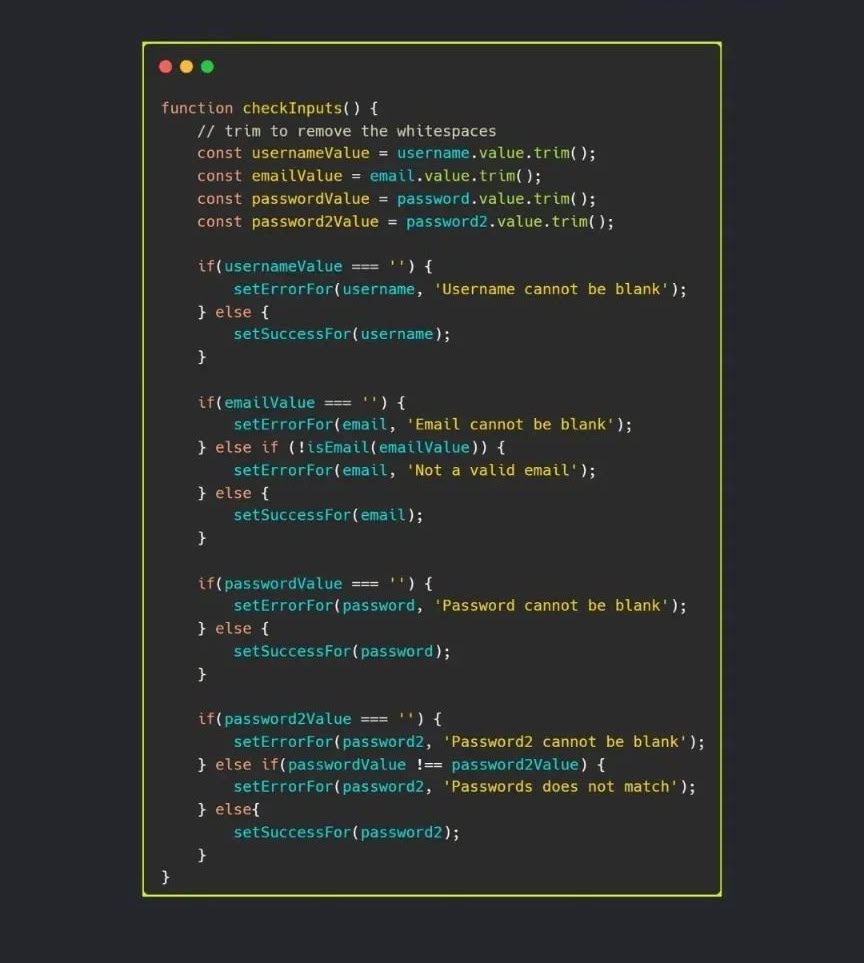 function checkInputs() {
    // trim to remove the whitespaces
    const usernameValue = username.value.trim();
    const emailValue = email.value.trim();
    const passwordValue = password.value.trim();
    const password2Value = password2.value.trim();

    if(usernameValue === '') {
        setErrorFor(username, 'Username cannot be blank');
    } else {
        setSuccessFor(username);
    }

    if(emailValue === '') {
        setErrorFor(email, 'Email cannot be blank');
    } else if (!isEmail(emailValue)) {
        setErrorFor(email, 'Not a valid email');
    } else {
        setSuccessFor(email);
    }

    if(passwordValue === '') {
        setErrorFor(password, 'Password cannot be blank');
    } else {
        setSuccessFor(password);
    }

    if(password2Value === '') {
        setErrorFor(password2, 'Password2 cannot be blank');
    } else if(passwordValue !== password2Value) {
        setErrorFor(password2, 'Passwords does not match');
    } else{
        setSuccessFor(password2);
    }
}